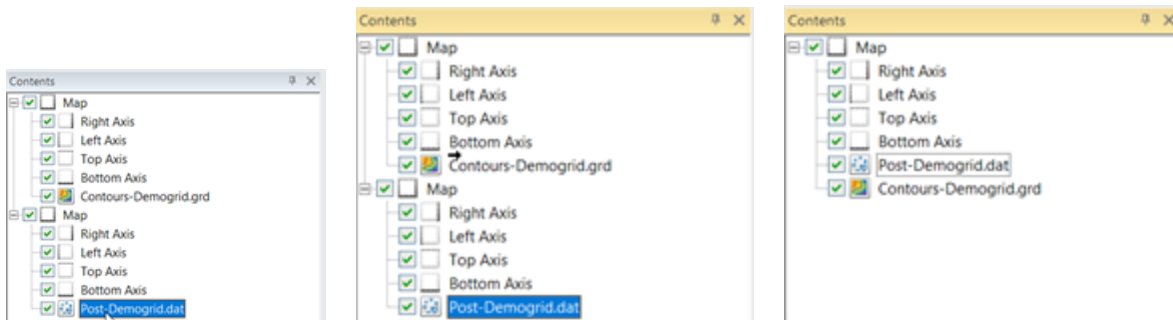 Contents
Map
Right Axis
Left Axis
Top Axis
Bottom Axis
Contours-Demogrid.grd
Map
Right Axis
Left Axis
Top Axis
Bottom Axis
Post-Demogrid.dat
Contents
Map
Right Axis
Left Axis
Top Axis
Bottom Axis
Contours-Demogrid.grd
Map
Right Axis
Left Axis
Top Axis
Bottom Axis
Post-Demogrid.dat
Contents
Map
Right Axis
Left Axis
Top Axis
Bottom Axis
Post-Demogrid.dat
Contours-Demogrid.grd